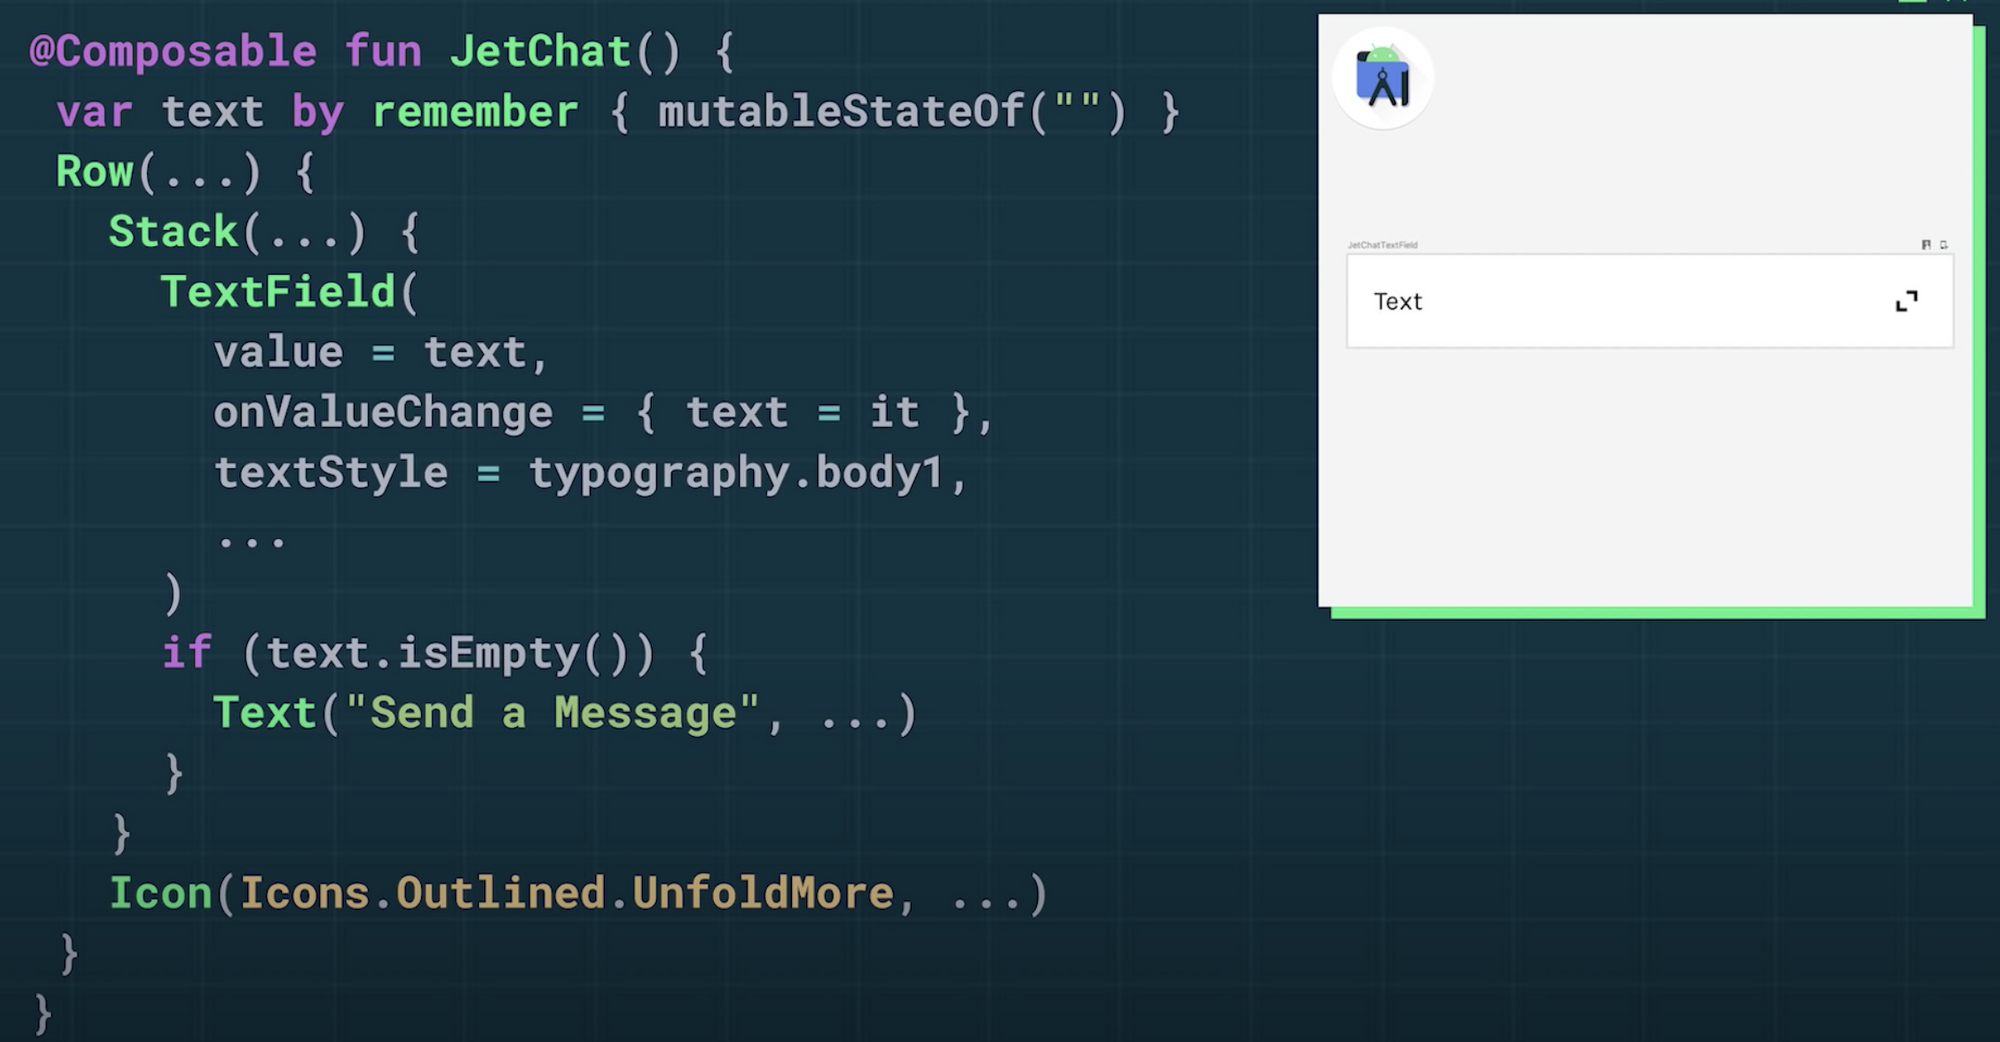 @Composable fun JetChat() {
var text by remember { mutableStateOf("") }
Row(...) {
Stack(...) {
TextField(
value = text,
onValueChange = { text = it },
textStyle = typography.body1,
...
)
if (text.isEmpty()) {
Text("Send a Message", ...)
}
}
Icon(Icons.Outlined.UnfoldMore, ...)
}
}
JetChatTextField
Text